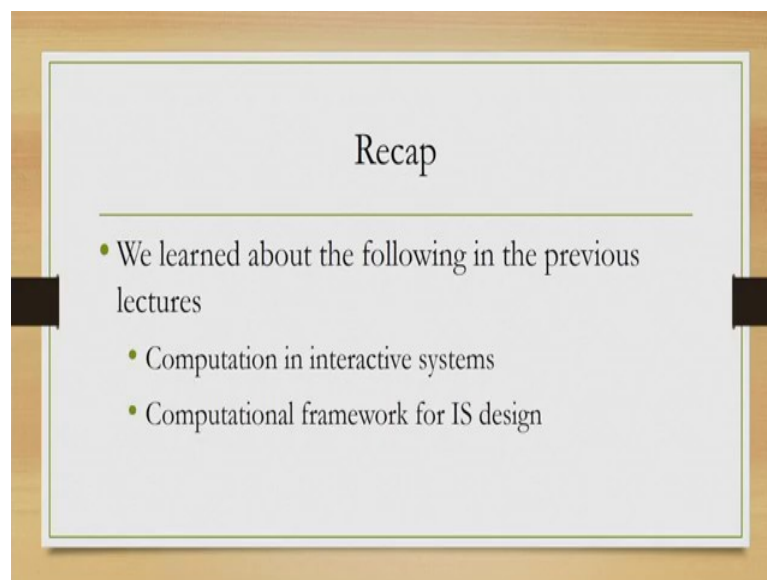 Recap
• We learned about the following in the previous
lectures
• Computation in interactive systems
• Computational framework for IS design